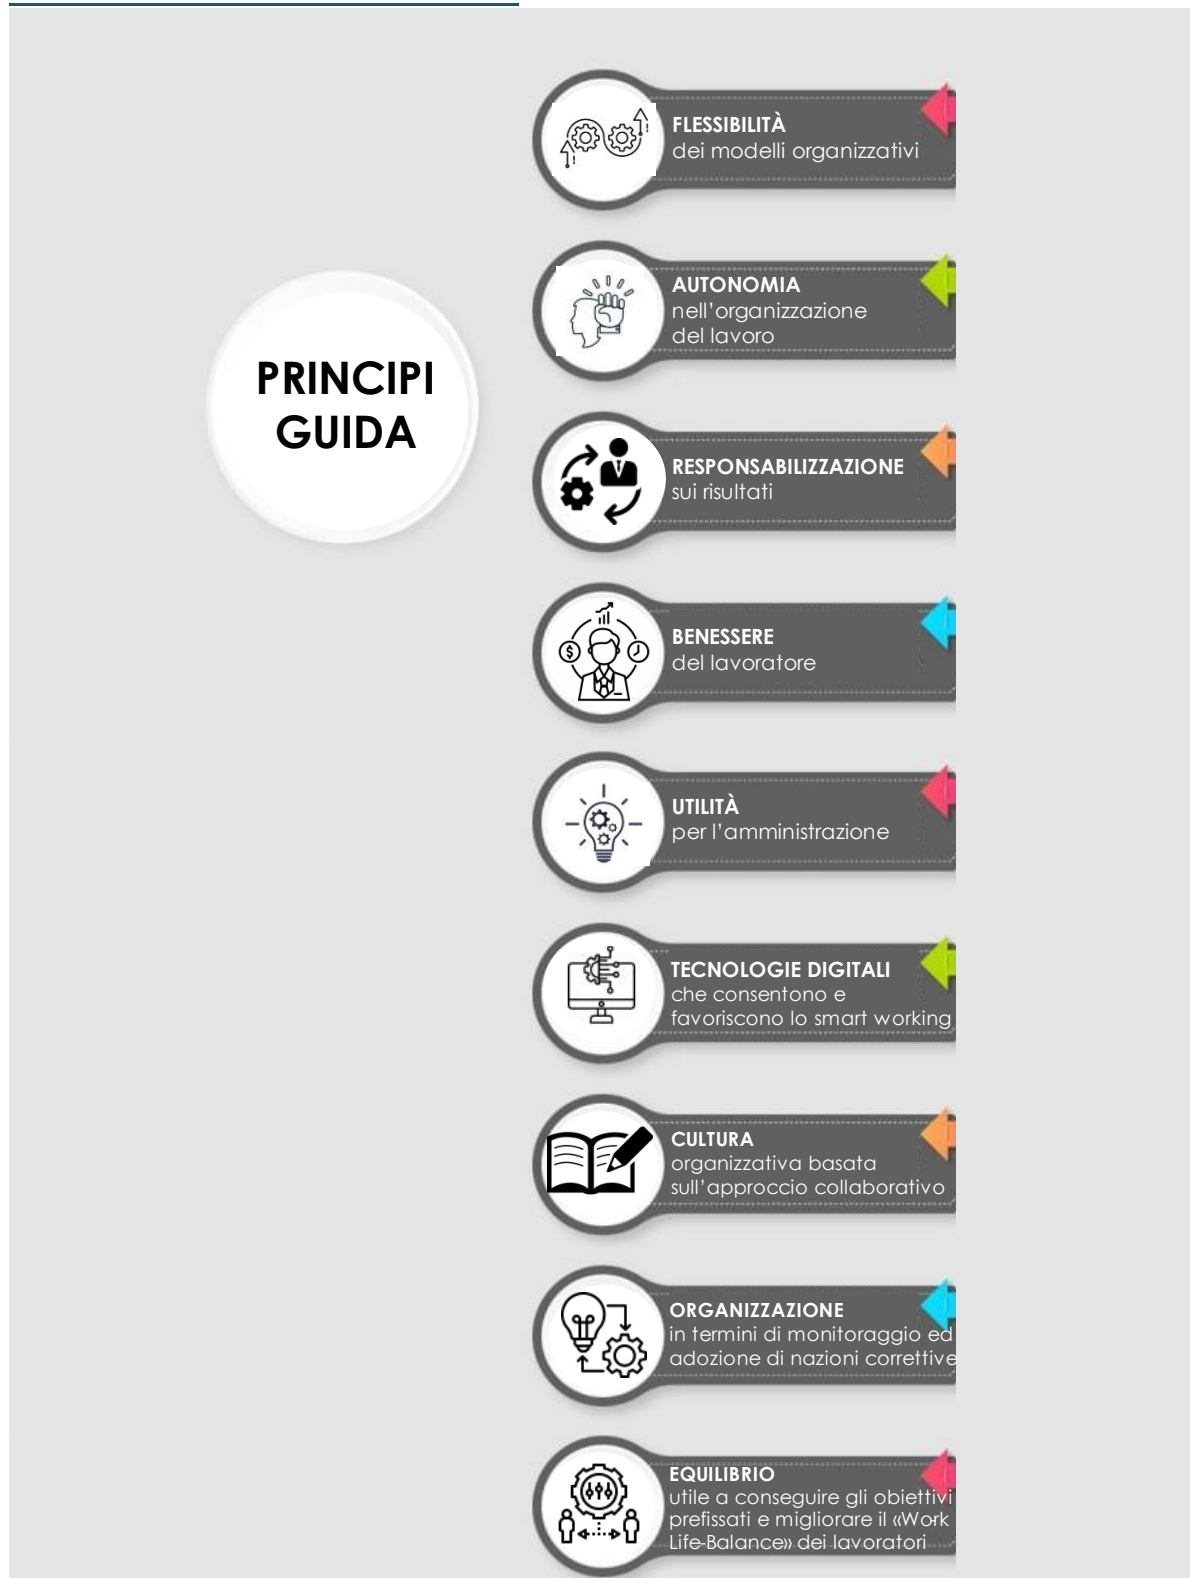 PRINCIPI
GUIDA
FLESSIBILITÀ
dei modelli organizzativi
AUTONOMIA
nell’organizzazione
del lavoro
RESPONSABILIZZAZIONE
sui risultati
BENESSERE
del lavoratore
UTILITÀ
per l’amministrazione
TECNOLOGIE DIGITALI
che consentono e
favoriscono lo smart working
CULTURA
organizzativa basata
sull’approccio collaborativo
ORGANIZZAZIONE
in termini di monitoraggio ed
adozione di nazioni correttive
EQUILIBRIO
utile a conseguire gli obiettivi
prefissati e migliorare il «Work
Life-Balance» dei lavoratori